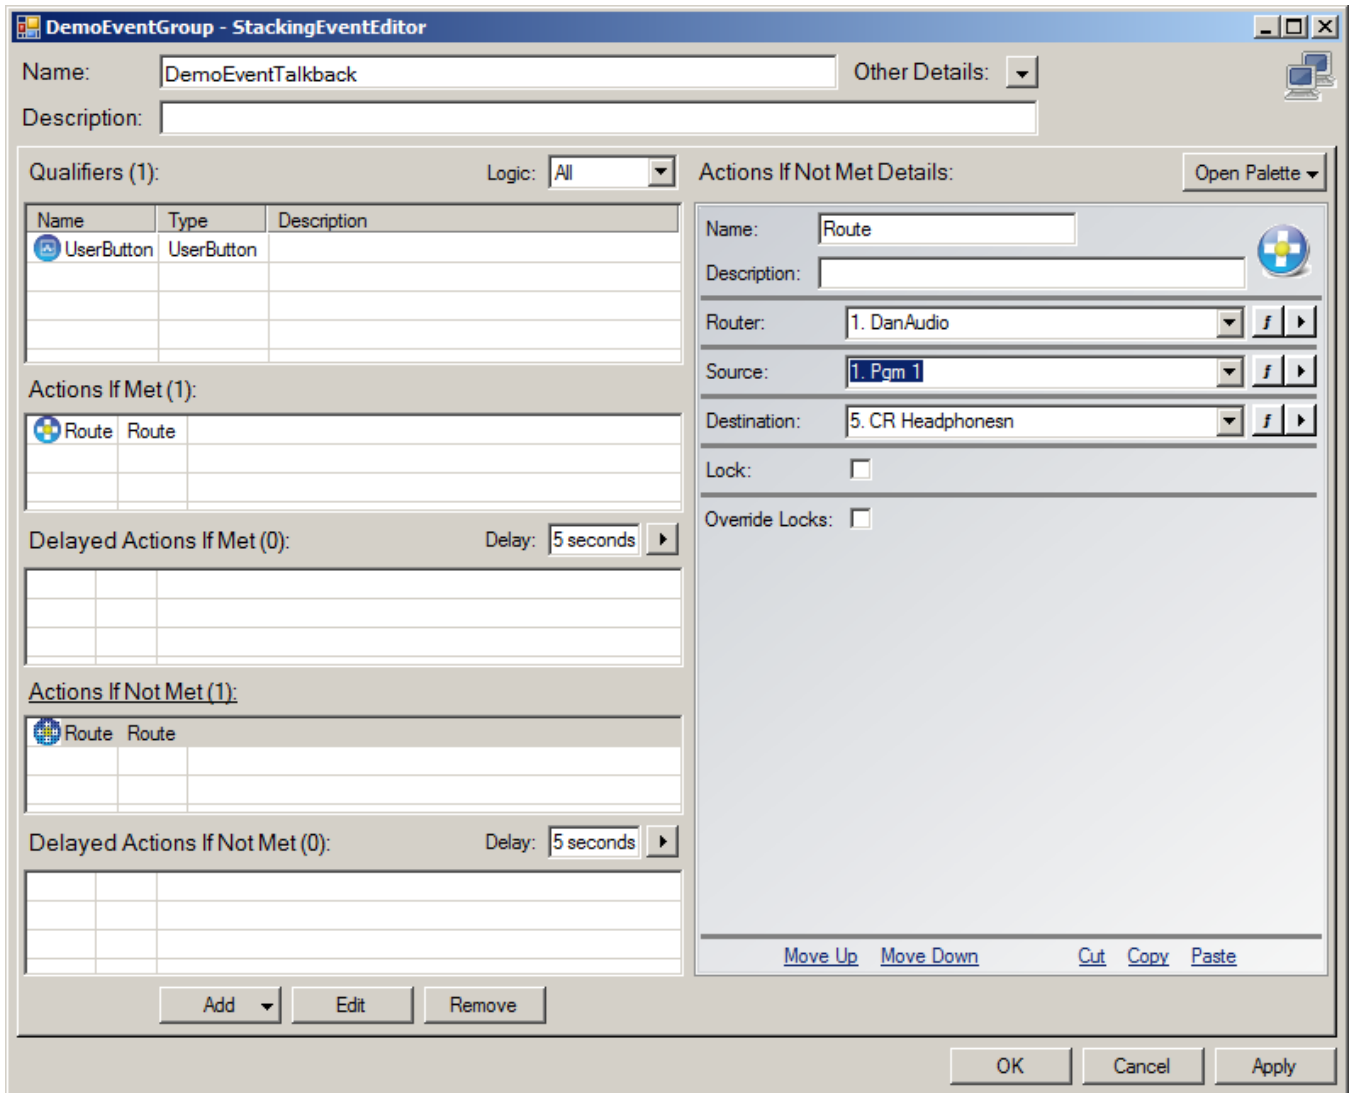 DemoEventGroup - StackingEventEditor
Name: DemoEventTalkback Other Details:
Description:
Qualifiers (1): Logic: All
Name Type Description
UserButton UserButton
Actions If Met (1):
Route Route
Delayed Actions If Met (0): Delay: 5 seconds
Actions If Not Met (1):
Route Route
Delayed Actions If Not Met (0): Delay: 5 seconds
Add Edit Remove
Actions If Not Met Details: Open Palette
Name: Route
Description:
Router: 1. DanAudio f
Source: 1. Pgm 1 f
Destination: 5. CR Headphonesn f
Lock:
Override Locks:
Move Up Move Down Cut Copy Paste
OK Cancel Apply